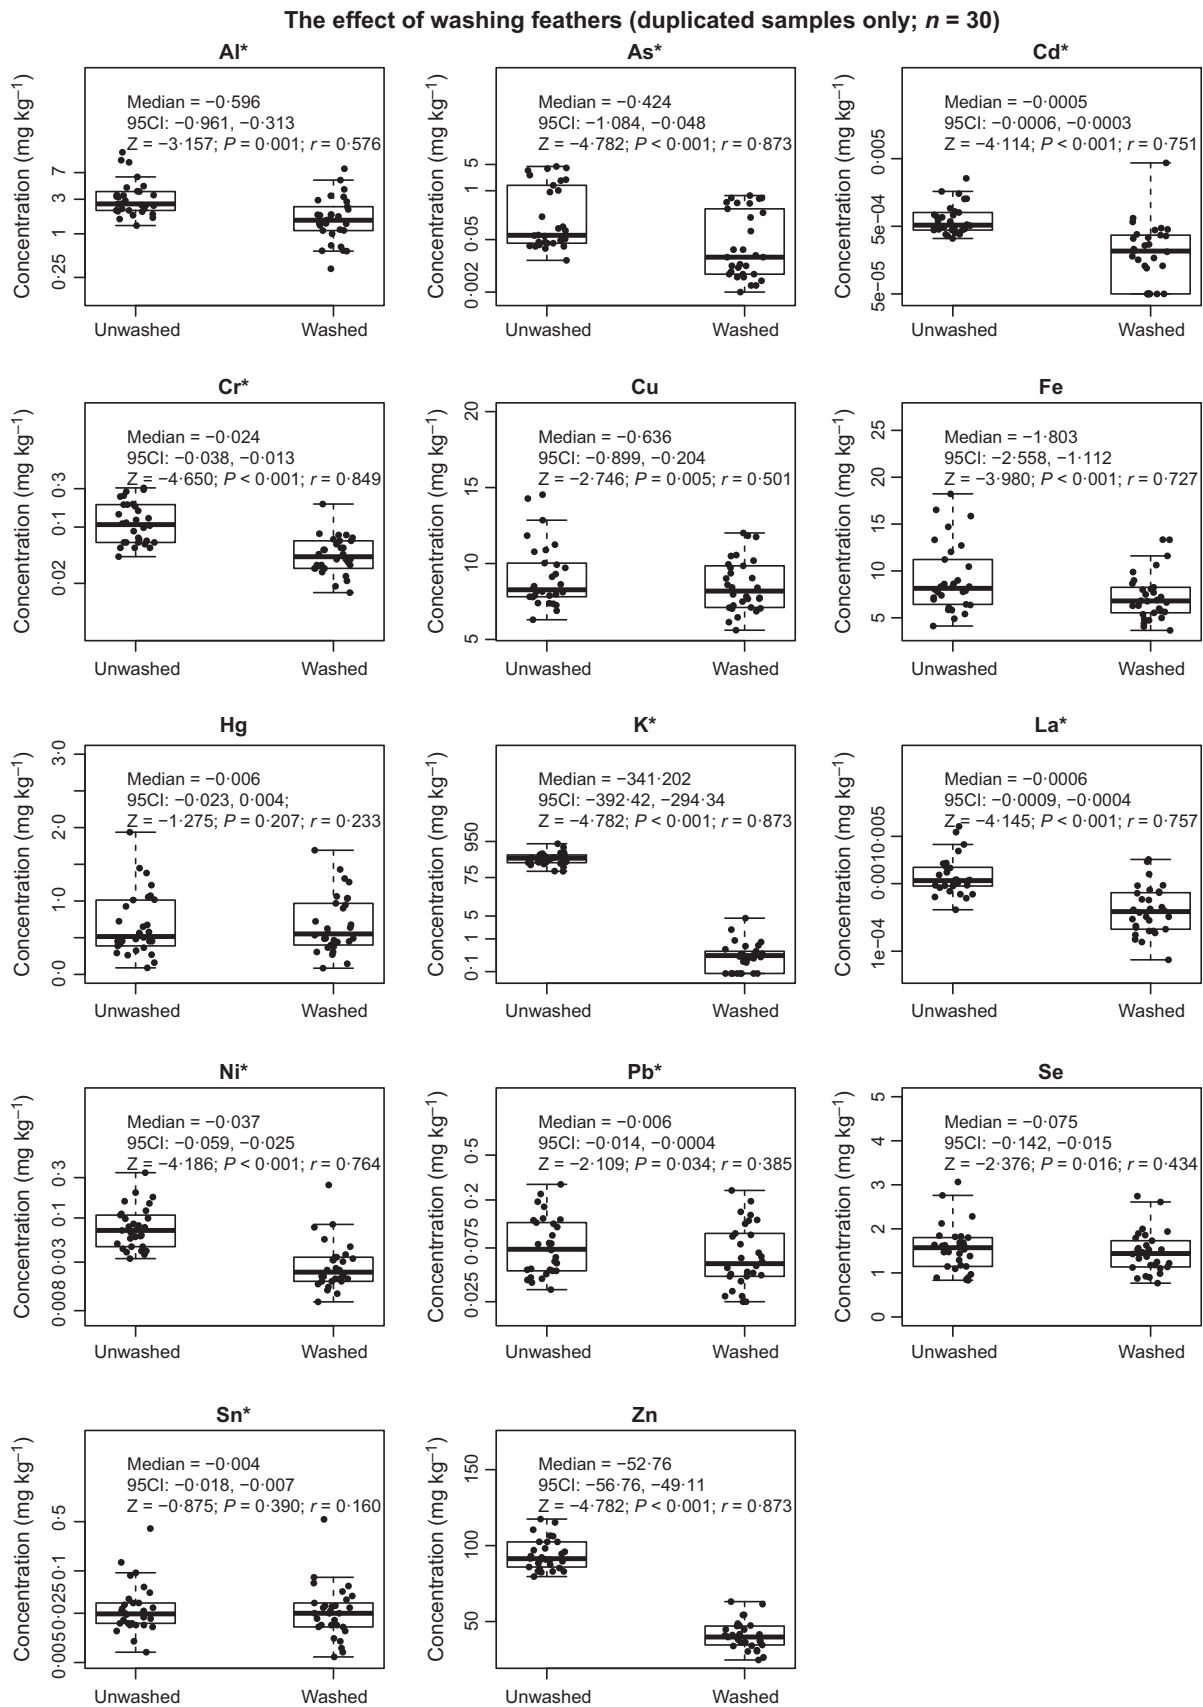 The effect of washing feathers (duplicated samples only; n = 30)
Al*
Concentration (mg kg−1)
7
3
1
0·25
Median = −0·596
95CI: −0·961, −0·313
Z = −3·157; P = 0·001; r = 0·576
Unwashed
Washed
As*
Concentration (mg kg−1)
5
1
0·05
0·002
Median = −0·424
95CI: −1·084, −0·048
Z = −4·782; P < 0·001; r = 0·873
Unwashed
Washed
Cd*
Concentration (mg kg−1)
0·005
5e−04
5e−05
Median = −0·0005
95CI: −0·0006, −0·0003
Z = −4·114; P < 0·001; r = 0·751
Unwashed
Washed
Cr*
Concentration (mg kg−1)
0·3
0·1
0·02
Median = −0·024
95CI: −0·038, −0·013
Z = −4·650; P < 0·001; r = 0·849
Unwashed
Washed
Cu
Concentration (mg kg−1)
20
15
10
5
Median = −0·636
95CI: −0·899, −0·204
Z = −2·746; P = 0·005; r = 0·501
Unwashed
Washed
Fe
Concentration (mg kg−1)
25
20
15
10
5
Median = −1·803
95CI: −2·558, −1·112
Z = −3·980; P < 0·001; r = 0·727
Unwashed
Washed
Hg
Concentration (mg kg−1)
3·0
2·0
1·0
0·0
Median = −0·006
95CI: −0·023, 0·004;
Z = −1·275; P = 0·207; r = 0·233
Unwashed
Washed
K*
Concentration (mg kg−1)
950
75
5
1
0·1
Median = −341·202
95CI: −392·42, −294·34
Z = −4·782; P < 0·001; r = 0·873
Unwashed
Washed
La*
Concentration (mg kg−1)
0·005
0·001
1e−04
Median = −0·0006
95CI: −0·0009, −0·0004
Z = −4·145; P < 0·001; r = 0·757
Unwashed
Washed
Ni*
Concentration (mg kg−1)
0·3
0·1
0·03
0·008
Median = −0·037
95CI: −0·059, −0·025
Z = −4·186; P < 0·001; r = 0·764
Unwashed
Washed
Pb*
Concentration (mg kg−1)
0·5
0·2
0·075
0·025
Median = −0·006
95CI: −0·014, −0·0004
Z = −2·109; P = 0·034; r = 0·385
Unwashed
Washed
Se
Concentrration (mg kg−1)
5
4
3
2
1
0
Median = −0·075
95CI: −0·142, −0·015
Z = −2·376; P = 0·016; r = 0·434
Unwashed
Washed
Sn*
Concentration (mg kg−1)
0·5
0·1
0·025
0·005
Median = −0·004
95CI: −0·018, −0·007
Z = −0·875; P = 0·390; r = 0·160
Unwashed
Washed
Zn
Concentration (mg kg−1)
150
100
50
Median = −52·76
95CI: −56·76, −49·11
Z = −4·782; P < 0·001; r = 0·873
Unwashed
Washed